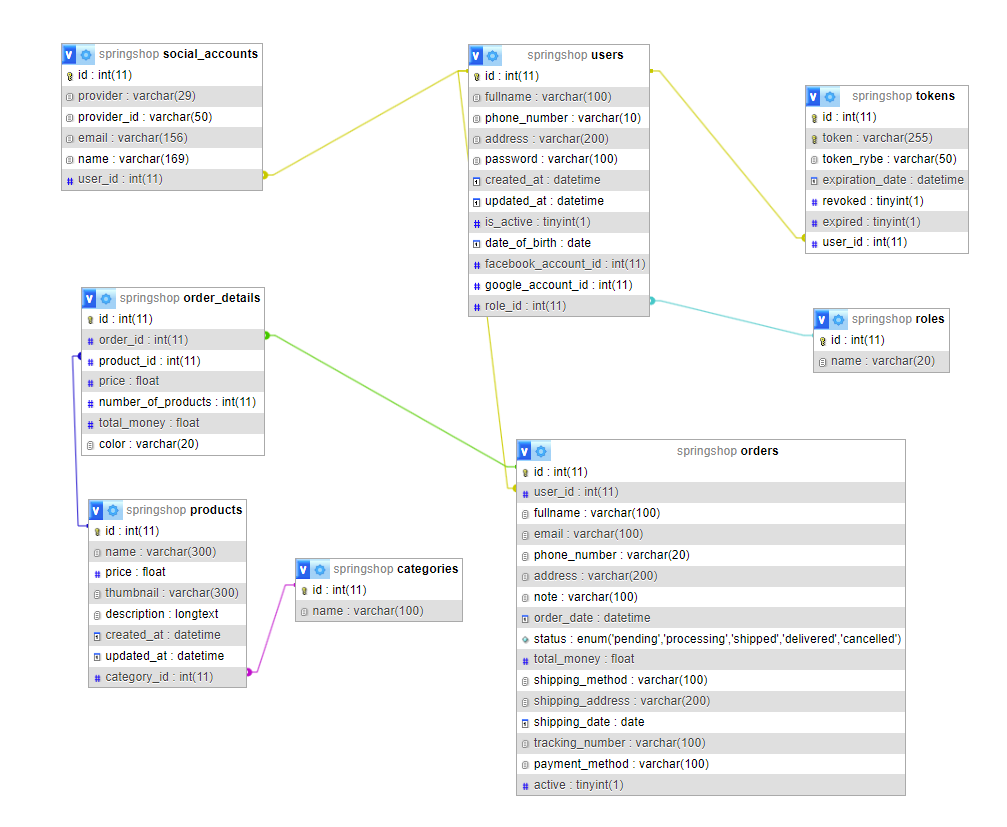 springshop social_accounts
id : int(11)
provider : varchar(29)
provider_id : varchar(50)
email : varchar(156)
name : varchar(169)
user_id : int(11)
springshop users
id : int(11)
fullname : varchar(100)
phone_number : varchar(10)
address : varchar(200)
password : varchar(100)
created_at : datetime
updated_at : datetime
is_active : tinyint(1)
date_of_birth : date
facebook_account_id : int(11)
google_account_id : int(11)
role_id : int(11)
springshop tokens
id : int(11)
token : varchar(255)
token_rybe : varchar(50)
expiration_date : datetime
revoked : tinyint(1)
expired : tinyint(1)
user_id : int(11)
springshop order_details
id : int(11)
order_id : int(11)
product_id : int(11)
price : float
number_of_products : int(11)
total_money : float
color : varchar(20)
springshop roles
id : int(11)
name : varchar(20)
springshop orders
id : int(11)
user_id : int(11)
fullname : varchar(100)
email : varchar(100)
phone_number : varchar(20)
address : varchar(200)
note : varchar(100)
order_date : datetime
status : enum('pending','processing','shipped','delivered','cancelled')
total_money : float
shipping_method : varchar(100)
shipping_address : varchar(200)
shipping_date : date
tracking_number : varchar(100)
payment_method : varchar(100)
active : tinyint(1)
springshop products
id : int(11)
name : varchar(300)
price : float
thumbnail : varchar(300)
description : longtext
created_at : datetime
updated_at : datetime
category_id : int(11)
springshop categories
id : int(11)
name : varchar(100)